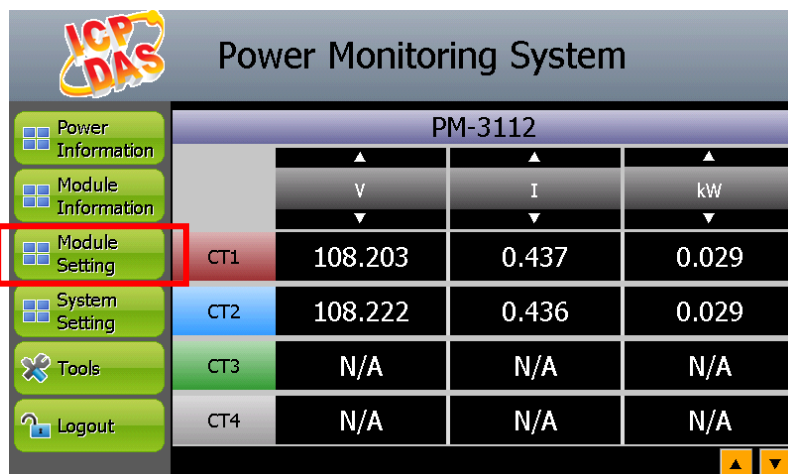 ICP
DAS
Power Monitoring System
Power
Information
Module
Information
Module
Setting
System
Setting
Tools
Logout
PM-3112
V I kW
CT1 108.203 0.437 0.029
CT2 108.222 0.436 0.029
CT3 N/A N/A N/A
CT4 N/A N/A N/A